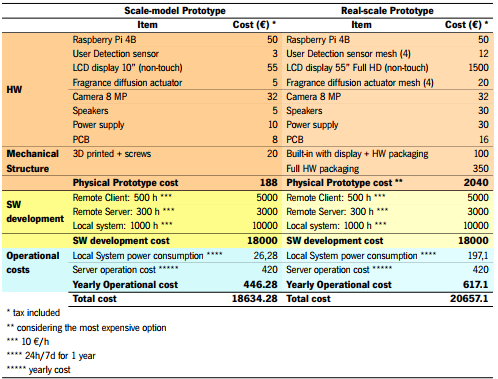 Scale-model Prototype Real-scale Prototype
Item Cost (€) * Item Cost (€) *
Raspberry Pi 4B 50 Raspberry Pi 4B 50
User Detection sensor 3 User Detection sensor mesh (4) 12
LCD display 10” (non-touch) 55 LCD display 55” Full HD (non-touch) 1500
Fragrance diffusion actuator 5 Fragrance diffusion actuator mesh (4) 20
HW Camera 8 MP 32 Camera 8 MP 32
Speakers 5 Speakers 30
Power supply 10 Power supply 30
PCB 8 PCB 16
Mechanical 3D printed + screws 20 Built-in with display + HW packaging 100
Structure Full HW packaging 350
Physical Prototype cost 188 Physical Prototype cost ** 2040
Remote Client: 500 h *** 5000 Remote Client: 500 h *** 5000
SW Remote Server: 300 h *** 3000 Remote Server: 300 h *** 3000
development Local system: 1000 h *** 10000 Local system: 1000 h *** 10000
SW development cost 18000 SW development cost 18000
Operational Local System power consumption **** 26,28 Local System power consumption **** 197,1
costs Server operation cost ***** 420 Server operation cost ***** 420
Yearly Operational cost 446.28 Yearly Operational cost 617.1
Total cost 18634.28 Total cost 20657.1
* tax included
** considering the most expensive option
*** 10 €/h
**** 24h/7d for 1 year
***** yearly cost